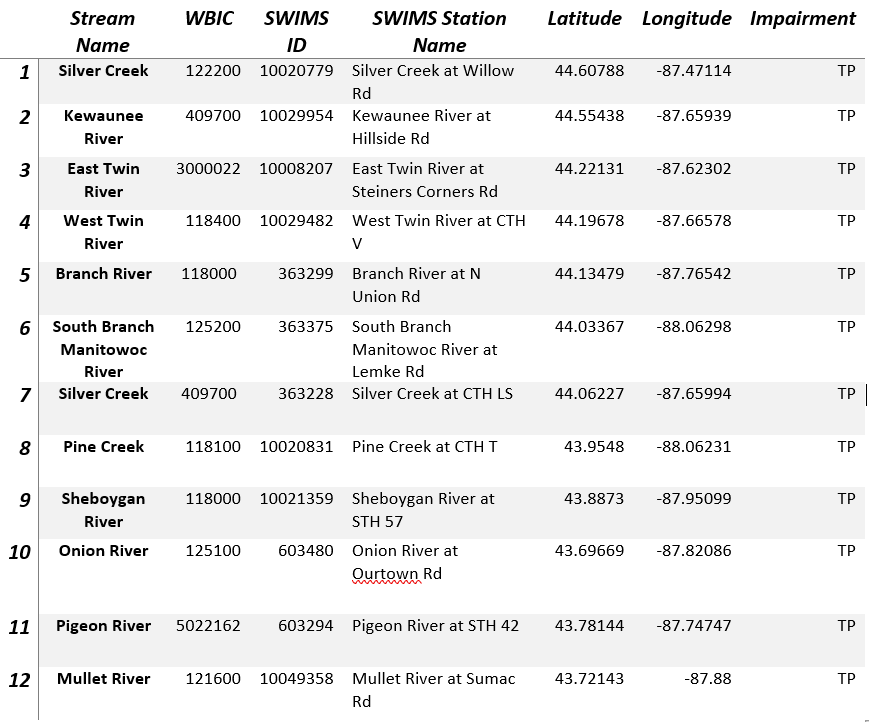 Stream Name WBIC SWIMS ID SWIMS Station Name Latitude Longitude Impairment
1 Silver Creek 122200 10020779 Silver Creek at Willow Rd 44.60788 -87.47114 TP
2 Kewaunee River 409700 10029954 Kewaunee River at Hillside Rd 44.55438 -87.65939 TP
3 East Twin River 3000022 10008207 East Twin River at Steiners Corners Rd 44.22131 -87.62302 TP
4 West Twin River 118400 10029482 West Twin River at CTH V 44.19678 -87.66578 TP
5 Branch River 118000 363299 Branch River at N Union Rd 44.13479 -87.76542 TP
6 South Branch Manitowoc River 125200 363375 South Branch Manitowoc River at Lemke Rd 44.03367 -88.06298 TP
7 Silver Creek 409700 363228 Silver Creek at CTH LS 44.06227 -87.65994 TP
8 Pine Creek 118100 10020831 Pine Creek at CTH T 43.9548 -88.06231 TP
9 Sheboygan River 118000 10021359 Sheboygan River at STH 57 43.8873 -87.95099 TP
10 Onion River 125100 603480 Onion River at Ourtown Rd 43.69669 -87.82086 TP
11 Pigeon River 5022162 603294 Pigeon River at STH 42 43.78144 -87.74747 TP
12 Mullet River 121600 10049358 Mullet River at Sumac Rd 43.72143 -87.88 TP